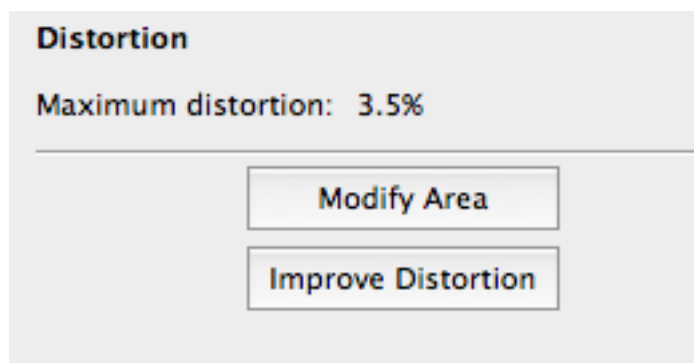 Distortion
Maximum distortion: 3.5%
Modify Area
Improve Distortion